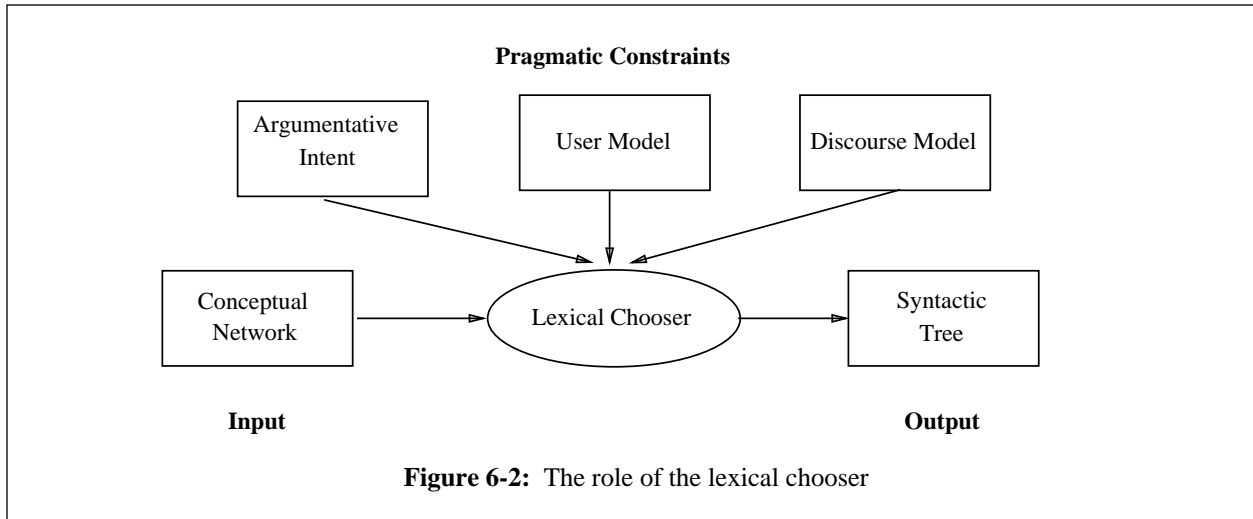 Pragmatic Constraints
Argumentative
Intent
User Model
Discourse Model
Conceptual
Network
Lexical Chooser
Syntactic
Tree
Input
Output
Figure 6-2: The role of the lexical chooser